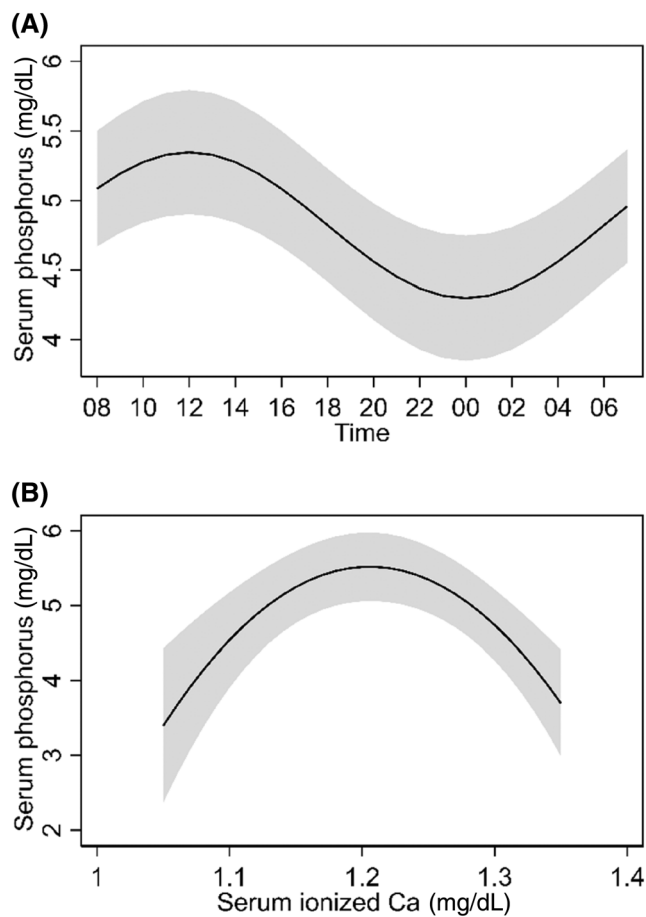 (A)
Serum phosphorus (mg/dL)
6
5.5
5
4.5
4
08 10 12 14 16 18 20 22 00 02 04 06
Time
(B)
Serum phosphorus (mg/dL)
6
5
4
3
2
1 1.1 1.2 1.3 1.4
Serum ionized Ca (mg/dL)